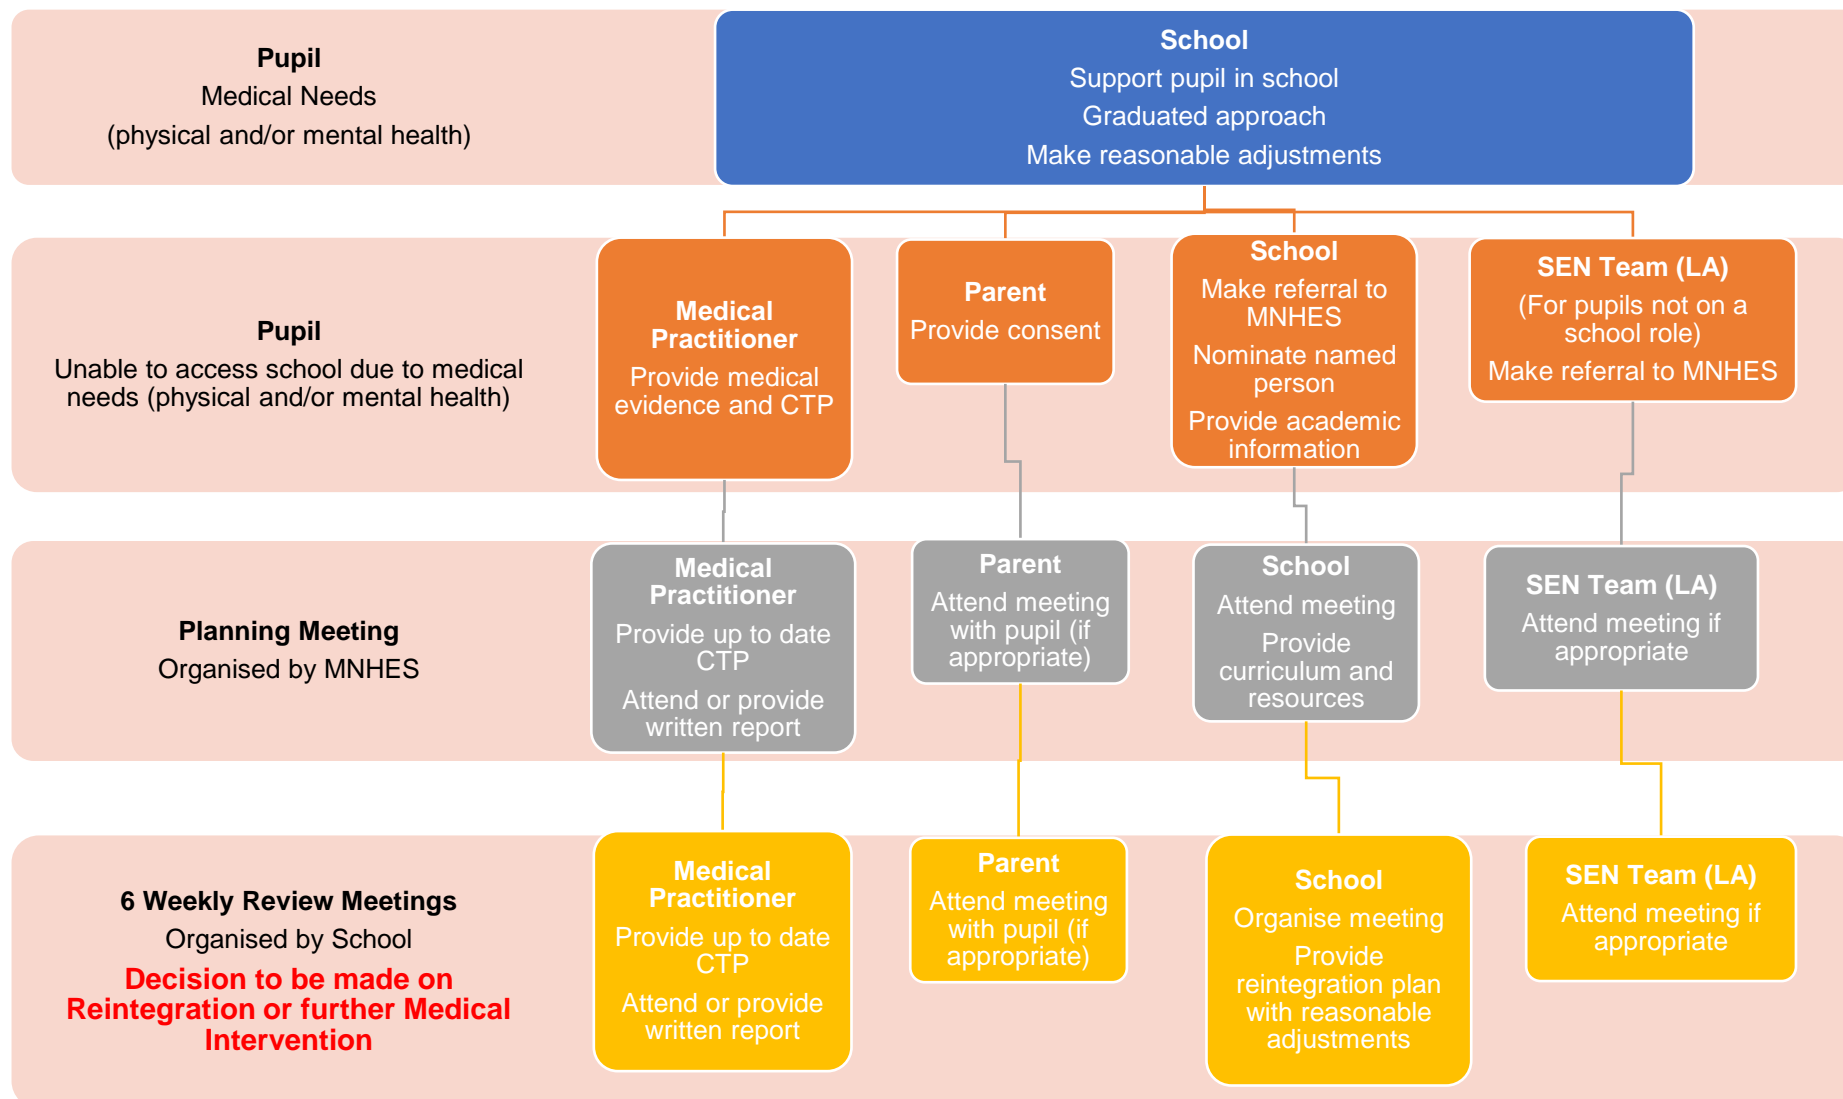 Pupil
Medical Needs
(physical and/or mental health)
School
Support pupil in school
Graduated approach
Make reasonable adjustments
Pupil
Unable to access school due to medical
needs (physical and/or mental health)
Medical
Practitioner
Provide medical
evidence and CTP
Parent
Provide consent
School
Make referral to
MNHES
Nominate named
person
Provide academic
information
SEN Team (LA)
(For pupils not on a
school role)
Make referral to MNHES
Planning Meeting
Organised by MNHES
Medical
Practitioner
Provide up to date
CTP
Attend or provide
written report
Parent
Attend meeting
with pupil (if
appropriate)
School
Attend meeting
Provide
curriculum and
resources
SEN Team (LA)
Attend meeting if
appropriate
6 Weekly Review Meetings
Organised by School
Decision to be made on
Reintegration or further Medical
Intervention
Medical
Practitioner
Provide up to date
CTP
Attend or provide
written report
Parent
Attend meeting
with pupil (if
appropriate)
School
Organise meeting
Provide
reintegration plan
with reasonable
adjustments
SEN Team (LA)
Attend meeting if
appropriate